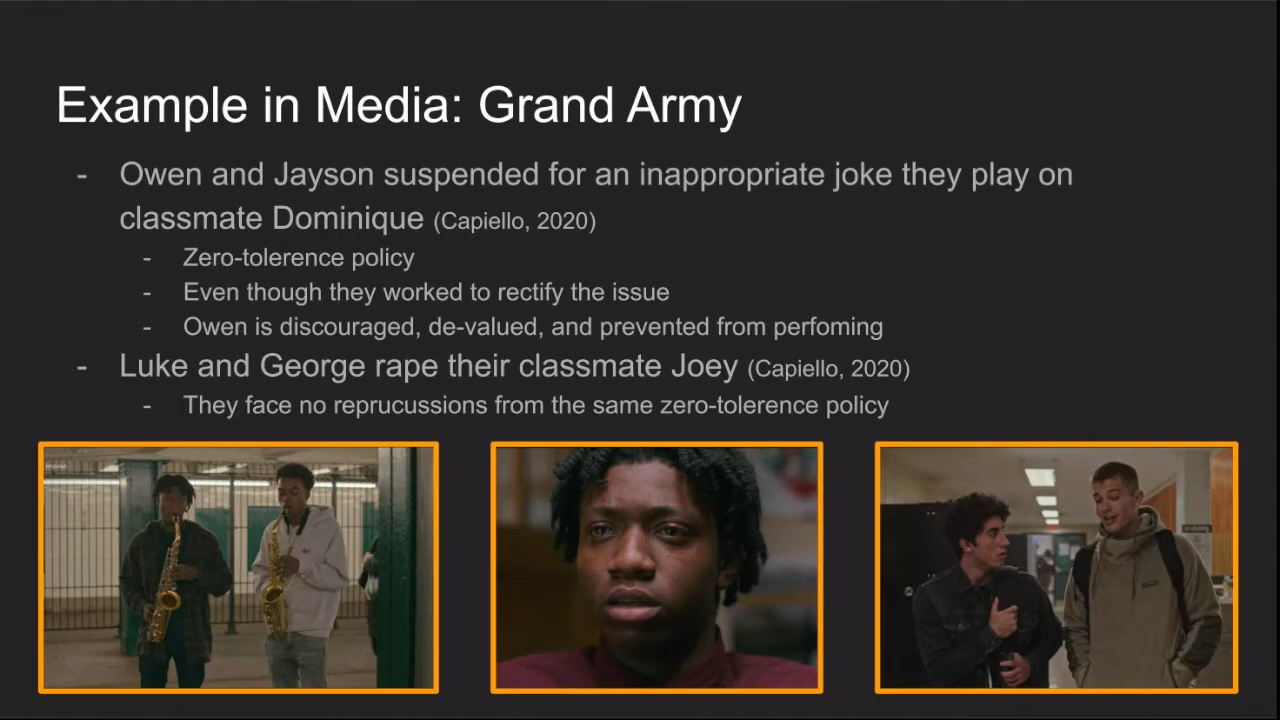 Example in Media: Grand Army
- Owen and Jayson suspended for an inappropriate joke they play on
classmate Dominique (Capiello, 2020)
- Zero-tolerence policy
- Even though they worked to rectify the issue
- Owen is discouraged, de-valued, and prevented from perfoming
- Luke and George rape their classmate Joey (Capiello, 2020)
- They face no reprucussions from the same zero-tolerence policy